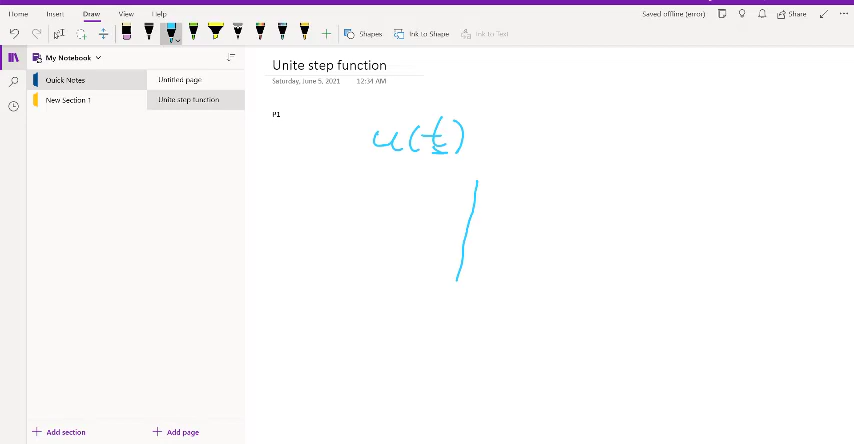 Home Insert Draw View Help Saved offline (error) Share
Shapes Ink to Shape Ink to Text
My Notebook
Quick Notes Untitled page
New Section 1 Unite step function
Unite step function
Saturday, June 5, 2021 12:34 AM
P1
u(t)
Add section Add page